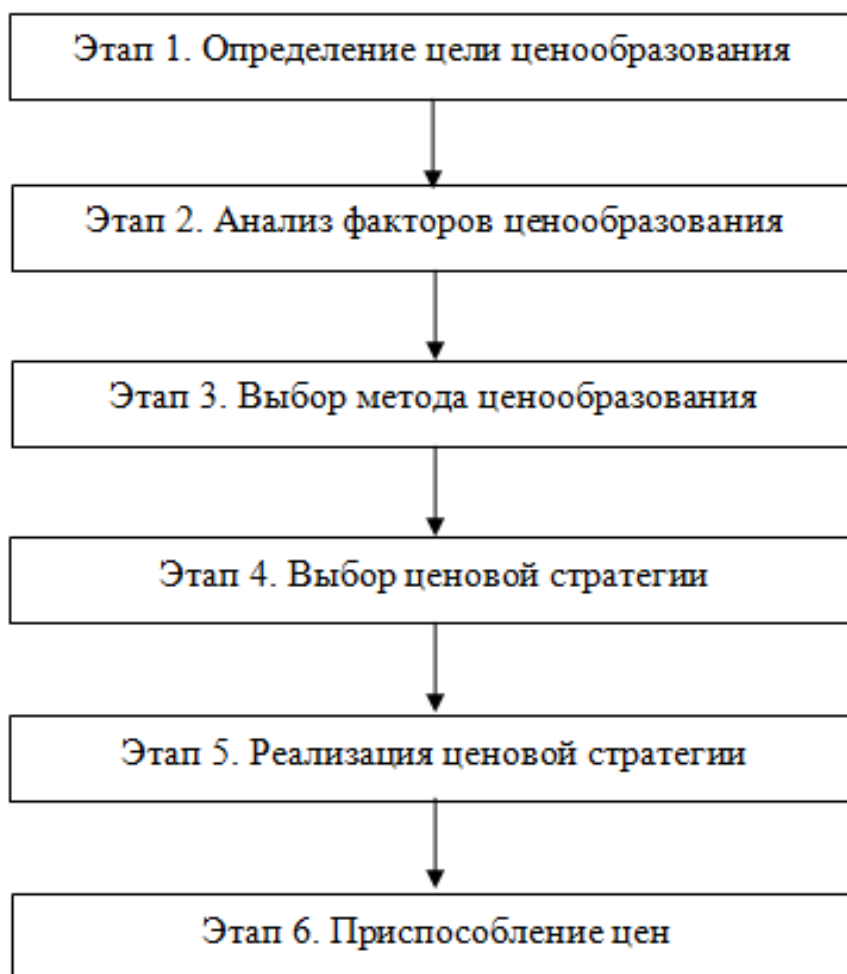 Этап 1. Определение цели ценообразования
Этап 2. Анализ факторов ценообразования
Этап 3. Выбор метода ценообразования
Этап 4. Выбор ценовой стратегии
Этап 5. Реализация ценовой стратегии
Этап 6. Приспособление цен